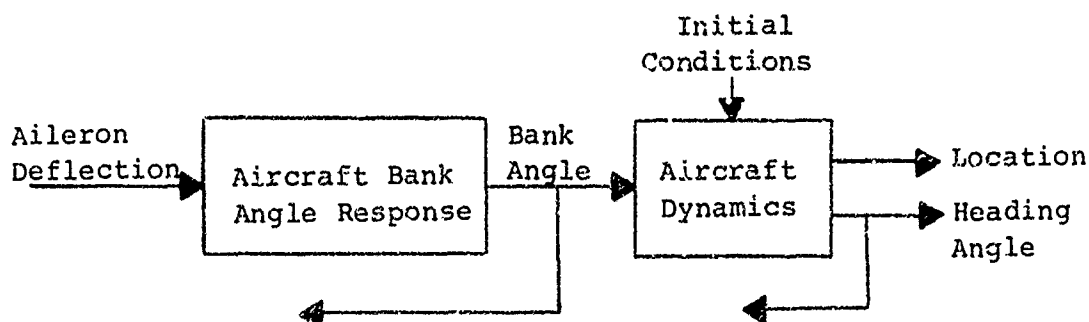 Initial
Conditions
Aileron
Deflection
Aircraft Bank
Angle Response
Bank
Angle
Aircraft
Dynamics
Location
Heading
Angle